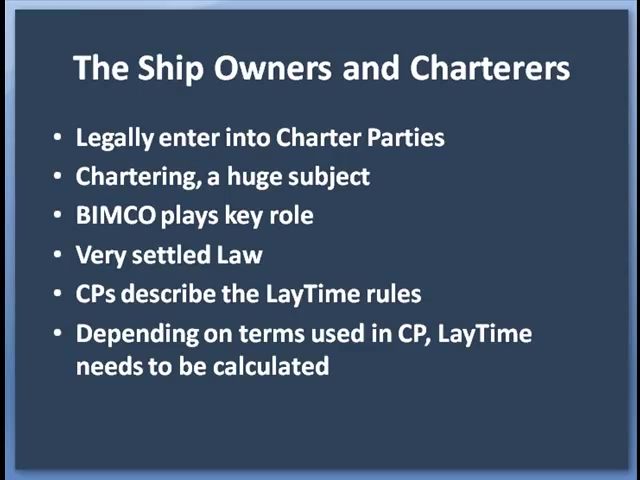 The Ship Owners and Charterers
• Legally enter into Charter Parties
• Chartering, a huge subject
• BIMCO plays key role
• Very settled Law
• CPs describe the LayTime rules
• Depending on terms used in CP, LayTime
needs to be calculated